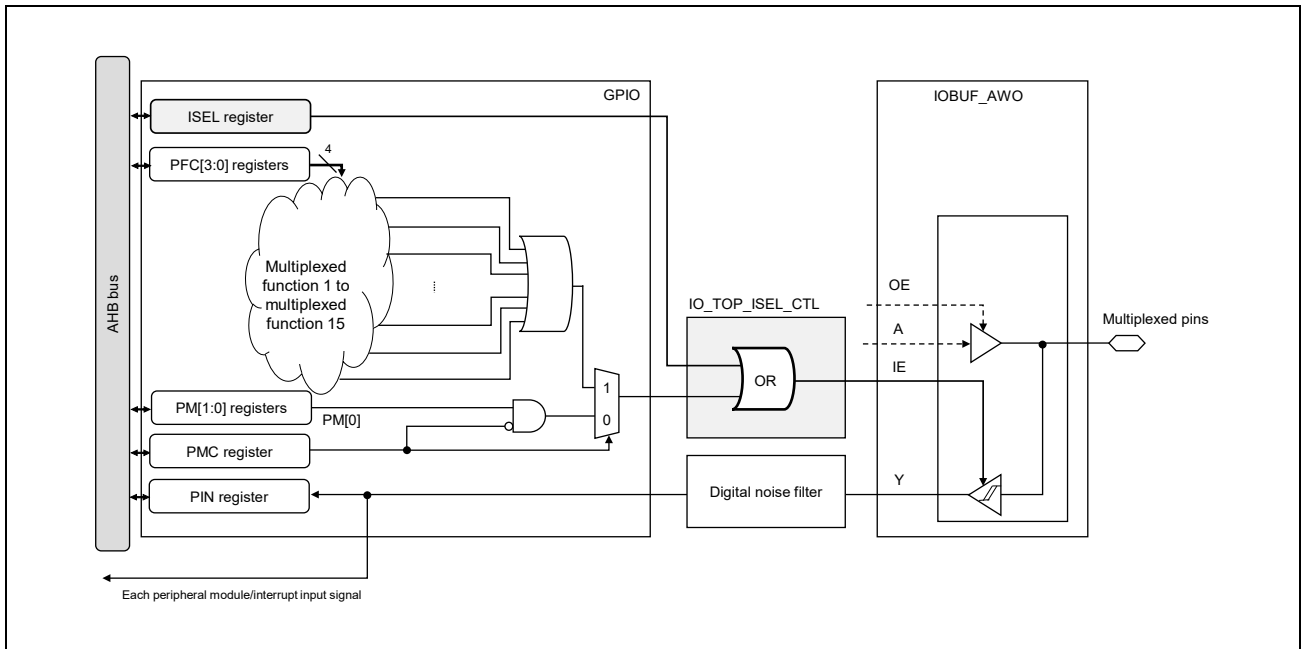 GPIO
IOBUF_AWO
AHB bus
ISEL register
PFC[3:0] registers
4
Multiplexed
function 1 to
multiplexed
function 15
IO_TOP_ISEL_CTL
OE
A
IE
Multiplexed pins
OR
1
0
PM[1:0] registers
PM[0]
PMC register
PIN register
Digital noise filter
Y
Each peripheral module/interrupt input signal